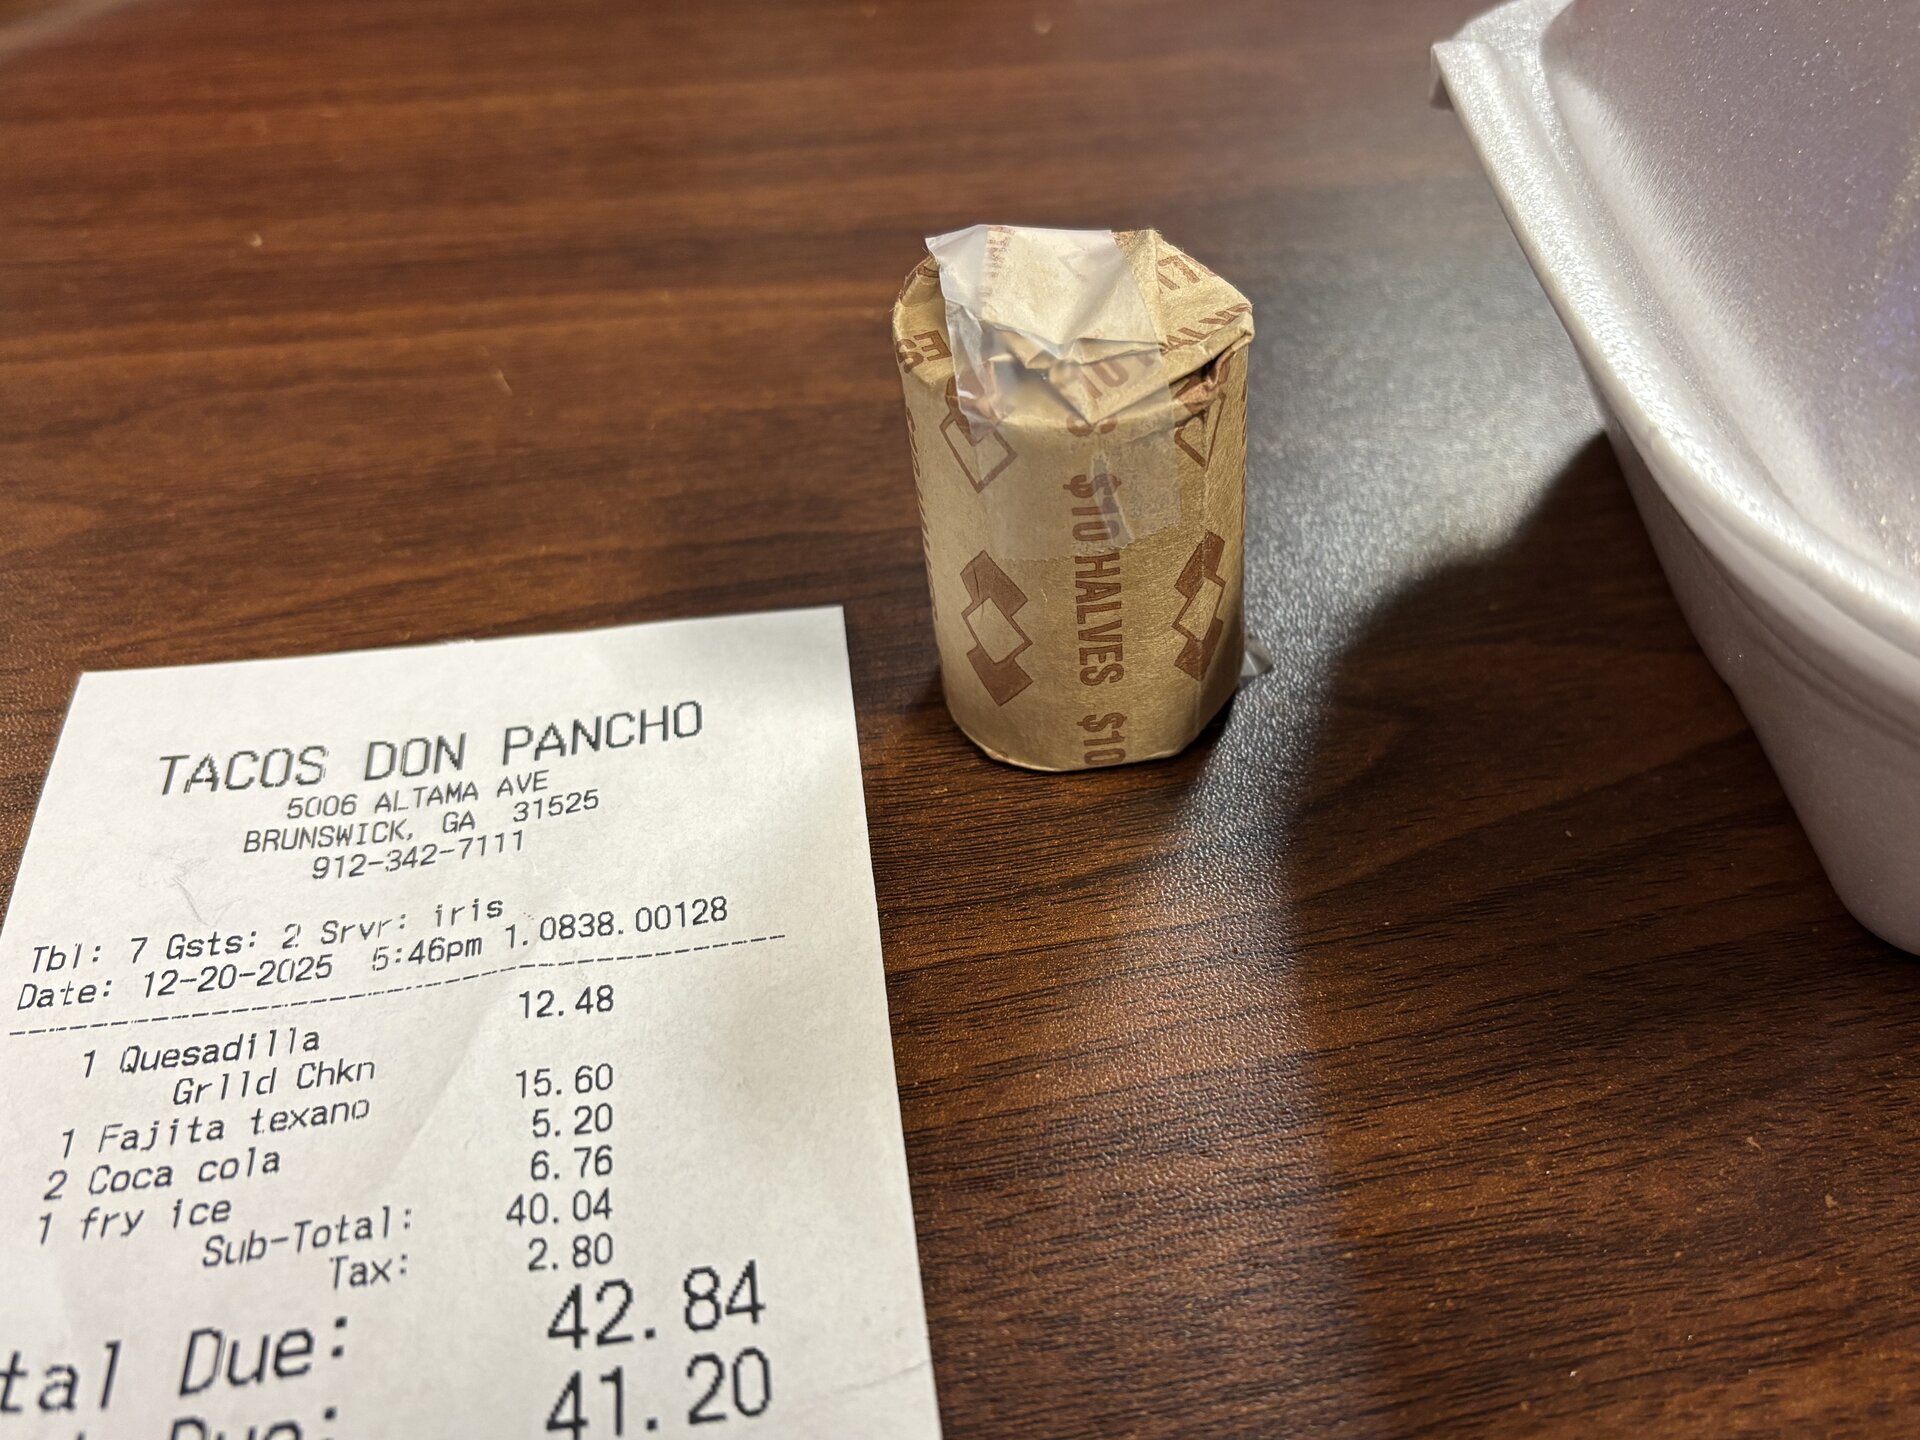 TACOS DON PANCHO
5006 ALTAMA AVE
BRUNSWICK, GA 31525
912-342-7111
Tbl: 7 Gsts: 2 Srvr: iris
Date: 12-20-2025 5:46pm 1.0838.00128
12.48
1 Quesadilla
Grlld Chkn 15.60
1 Fajita texano 5.20
2 Coca cola 6.76
1 fry ice 40.04
Sub-Total: 2.80
Tax:
tal Due: 42.84
Due: 41.20
$10 HALVES $10